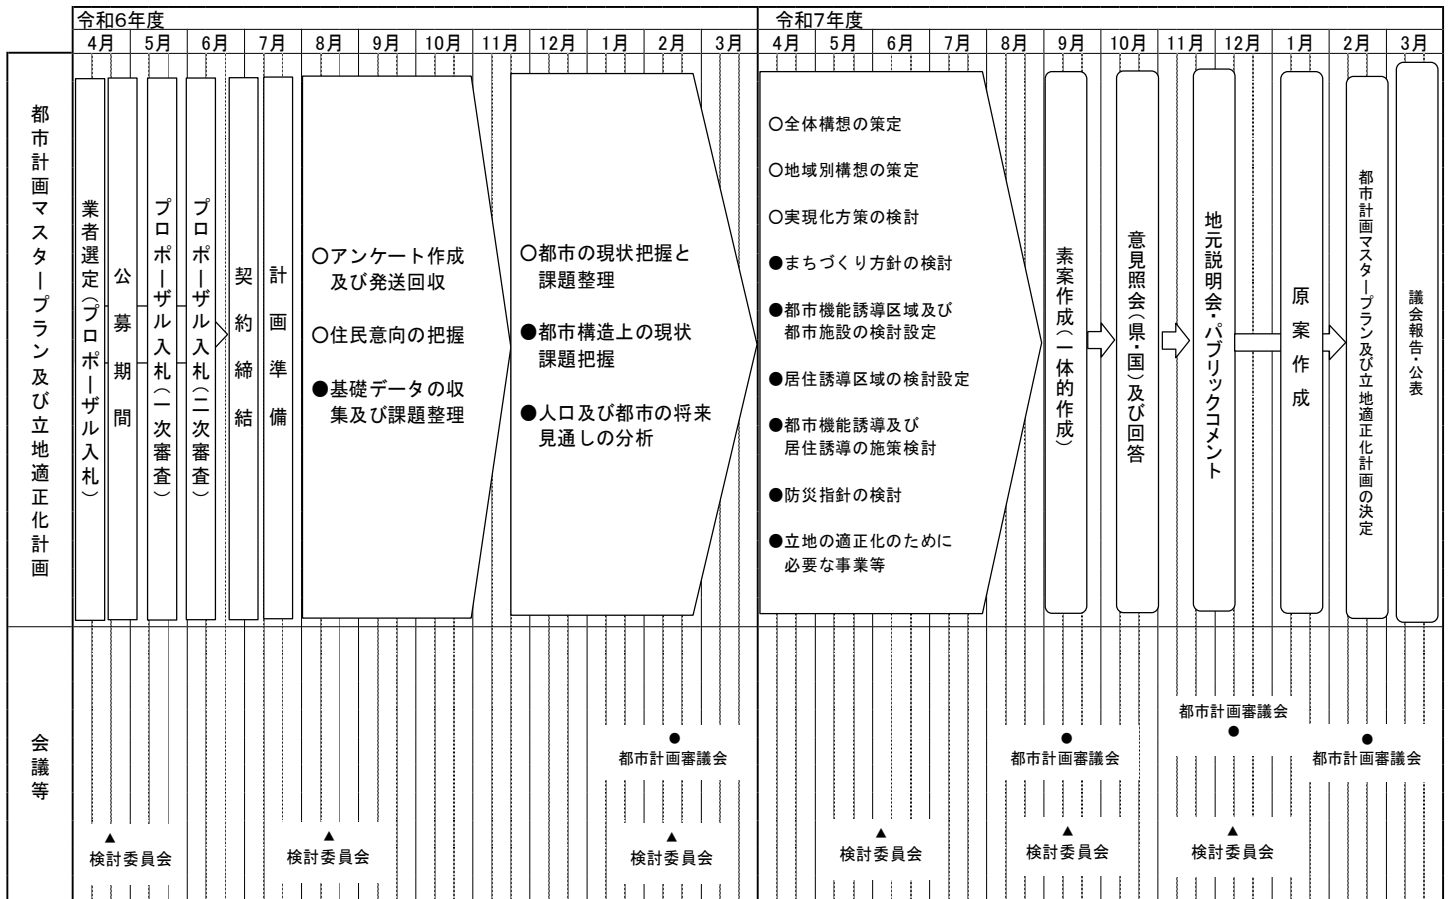 令和6年度
令和7年度
4月 5月 6月 7月 8月 9月 10月 11月 12月 1月 2月 3月 4月 5月 6月 7月 8月 9月 10月 11月 12月 1月 2月 3月
都市計画マスタープラン及び立地適正化計画
業者選定(プロポーザル入札)
公募期間
プロポーザル入札(一次審査)
プロポーザル入札(二次審査)
契約締結
計画準備
○アンケート作成
及び発送回収
○住民意向の把握
●基礎データの収
集及び課題整理
○都市の現状把握と
課題整理
●都市構造上の現状
課題把握
●人口及び都市の将来
見通しの分析
○全体構想の策定
○地域別構想の策定
○実現化方策の検討
●まちづくり方針の検討
●都市機能誘導区域及び
都市施設の検討設定
●居住誘導区域の検討設定
●都市機能誘導及び
居住誘導の施策検討
●防災指針の検討
●立地の適正化のために
必要な事業等
素案作成(一体的作成)
意見照会(県・国)及び回答
地元説明会・パブリックコメント
原案作成
都市計画マスタープラン及び立地適正化計画の決定
議会報告・公表
会議等
●
都市計画審議会
●
都市計画審議会
都市計画審議会
●
●
都市計画審議会
▲
検討委員会
▲
検討委員会
▲
検討委員会
▲
検討委員会
▲
検討委員会
▲
検討委員会